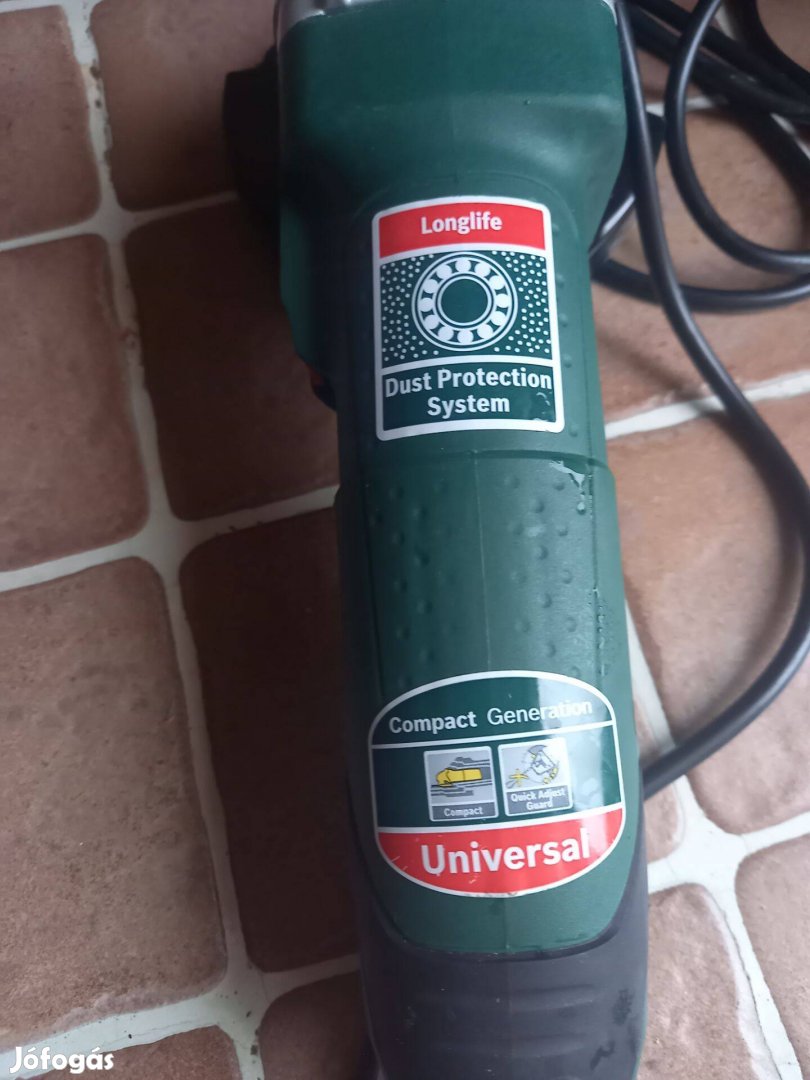 Longlife
Dust Protection
System
Compact Generation
Compact
Quick Adjust
Guard
Universal
Jófogás